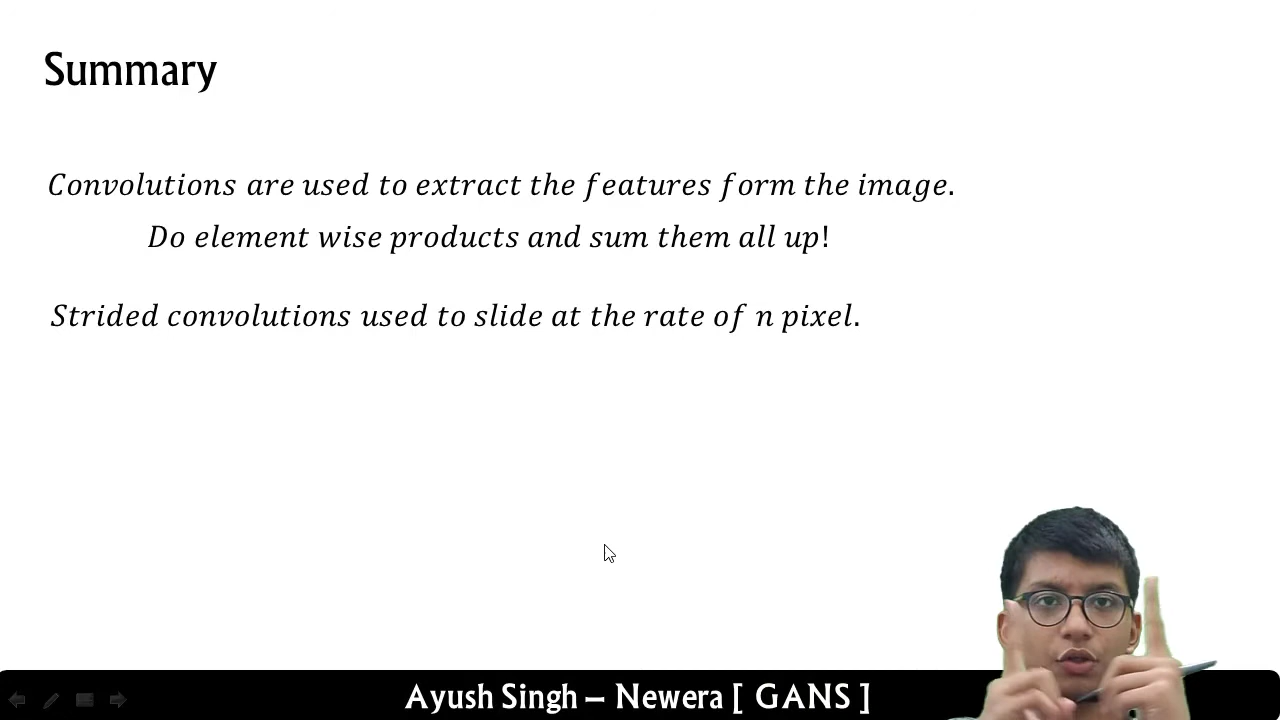 Summary
Convolutions are used to extract the features form the image.
Do element wise products and sum them all up!
Strided convolutions used to slide at the rate of n pixel.
Ayush Singh – Newera [ GANS ]